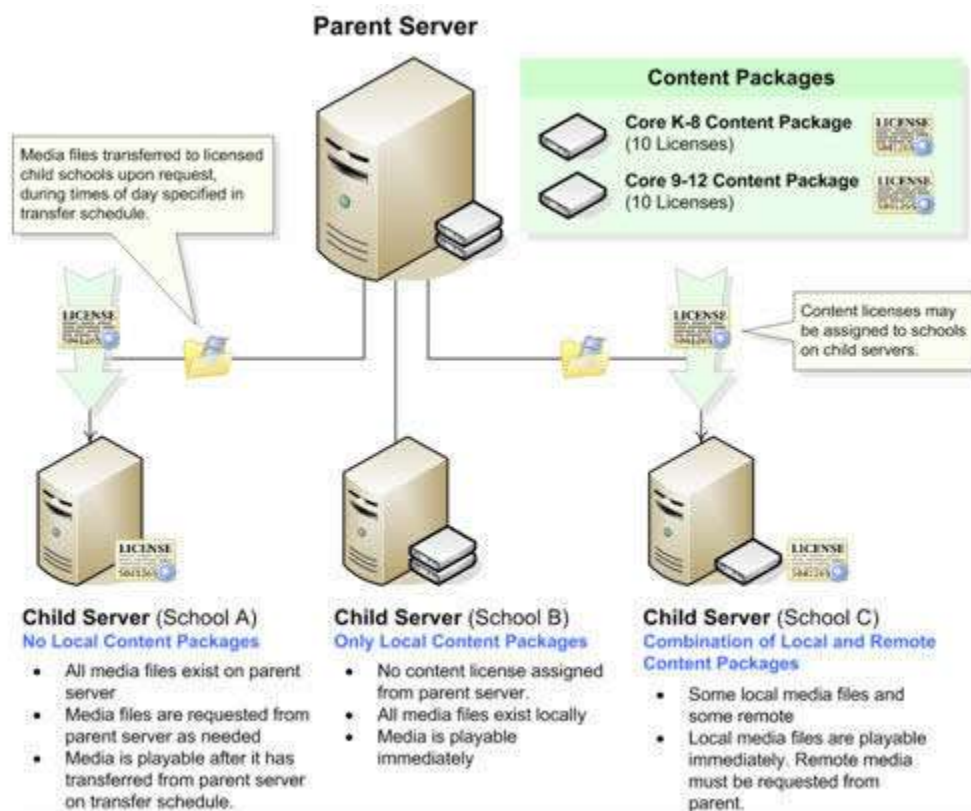 Parent Server
Content Packages
Core K-8 Content Package
(10 Licenses)
LICENSE
Core 9-12 Content Package
(10 Licenses)
LICENSE
Media files transferred to licensed
child schools upon request,
during times of day specified in
transfer schedule.
LICENSE
LICENSE
Content licenses may
be assigned to schools
on child servers.
LICENSE
LICENSE
Child Server (School A)
No Local Content Packages
• All media files exist on parent
server
• Media files are requested from
parent server as needed
• Media is playable after it has
transferred from parent server
on transfer schedule.
Child Server (School B)
Only Local Content Packages
• No content license assigned
from parent server.
• All media files exist locally
• Media is playable
immediately
Child Server (School C)
Combination of Local and Remote
Content Packages
• Some local media files and
some remote
• Local media files are playable
immediately. Remote media
must be requested from
parent.